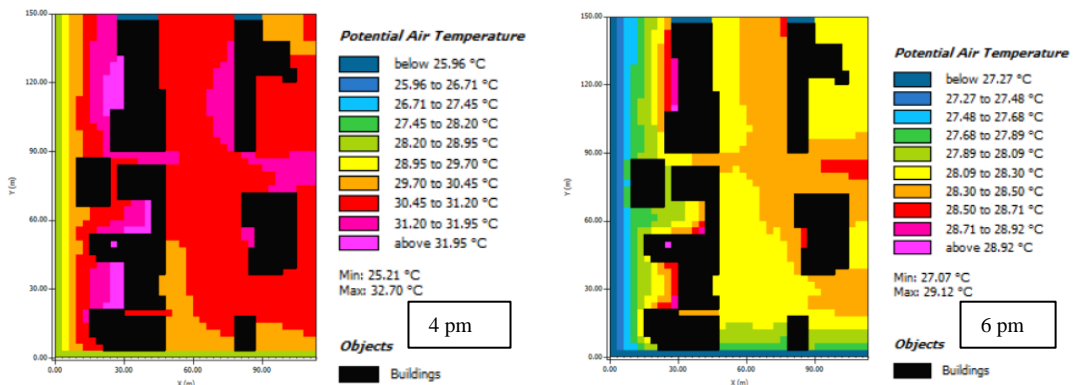 150.00
120.00
90.00
60.00
30.00
0.00
Y (m)
0.00 30.00 60.00 90.00
X (m)
Potential Air Temperature
below 25.96 °C
25.96 to 26.71 °C
26.71 to 27.45 °C
27.45 to 28.20 °C
28.20 to 28.95 °C
28.95 to 29.70 °C
29.70 to 30.45 °C
30.45 to 31.20 °C
31.20 to 31.95 °C
above 31.95 °C
Min: 25.21 °C
Max: 32.70 °C
4 pm
Objects
Buildings
150.00
120.00
90.00
60.00
30.00
0.00
Y (m)
0.00 30.00 60.00 90.00
X (m)
Potential Air Temperature
below 27.27 °C
27.27 to 27.48 °C
27.48 to 27.68 °C
27.68 to 27.89 °C
27.89 to 28.09 °C
28.09 to 28.30 °C
28.30 to 28.50 °C
28.50 to 28.71 °C
28.71 to 28.92 °C
above 28.92 °C
Min: 27.07 °C
Max: 29.12 °C
6 pm
Objects
Buildings